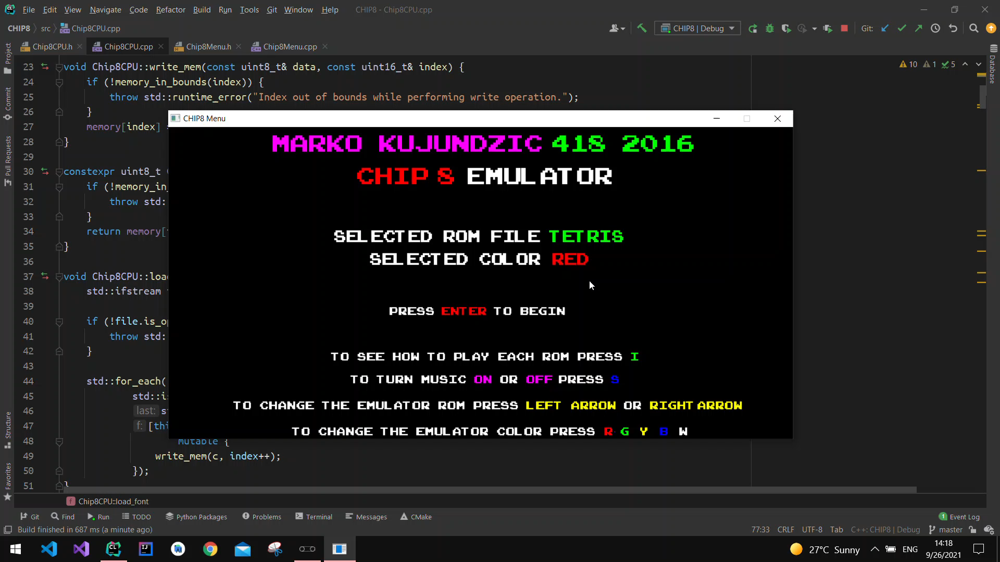 File Edit View Navigate Code Refactor Build Run Tools Git Window Help CHIP8 - Chip8CPU.cpp
CHIP8 src Chip8CPU.cpp CHIP8 | Debug Git:
Chip8CPU.h Chip8CPU.cpp Chip8Menu.h Chip8Menu.cpp
Project
Commit
Pull Requests
Structure
Favorites
Database
10 1 5
23 void Chip8CPU::write_mem(const uint8_t& data, const uint16_t& index) {
24 if (!memory_in_bounds(index)) {
25 throw std::runtime_error("Index out of bounds while performing write operation.");
26 }
27 memory[index] =
28 }
29
30 constexpr uint8_t
31 if (!memory_in_
32 throw std:
33 }
34 return memory[
35 }
36
37 void Chip8CPU::loa
38 std::ifstream
39
40 if (!file.is_op
41 throw std:
42 }
43
44 std::for_each(
45 std::is
46 last: s
47 f: [thi
48 mutable {
49 write_mem(c, index++);
50 });
51 }
CHIP8 Menu
MARKO KUJUNDZIC 418 2016
CHIP 8 EMULATOR
SELECTED ROM FILE TETRIS
SELECTED COLOR RED
PRESS ENTER TO BEGIN
TO SEE HOW TO PLAY EACH ROM PRESS I
TO TURN MUSIC ON OR OFF PRESS S
TO CHANGE THE EMULATOR ROM PRESS LEFT ARROW OR RIGHT ARROW
TO CHANGE THE EMULATOR COLOR PRESS R G Y B W
Chip8CPU::load_font
Git Find Run TODO Python Packages Problems Terminal Messages CMake 1 Event Log
Build finished in 687 ms (a minute ago) 77:33 CRLF UTF-8 Tab C++: CHIP8 | Debug master
27°C Sunny ENG 14:18
9/26/2021